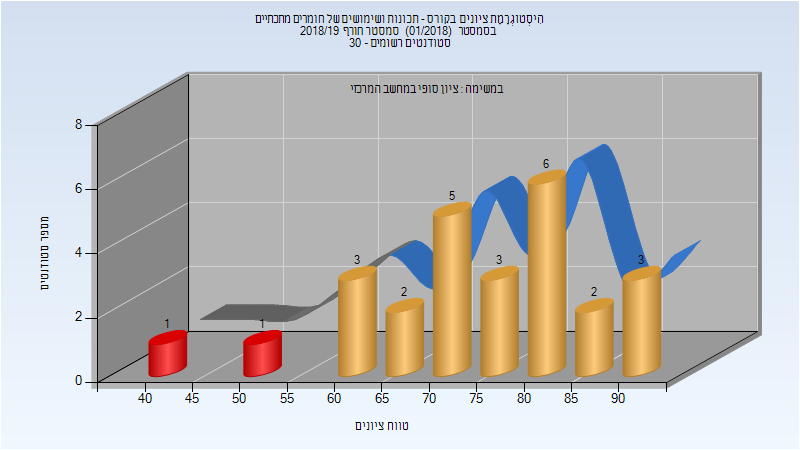 היסטוגרמת ציונים בקורס - תכונות ושימושים של חומרים מתכתיים
בסמסטר (01/2018) סמסטר חורף 2018/19
סטודנטים רשומים - 30
במשימה : ציון סופי במחשב המרכזי
מספר סטודנטים
8
6
4
2
0
1
1
3
2
5
3
6
2
3
40 45 50 55 60 65 70 75 80 85 90
טווח ציונים